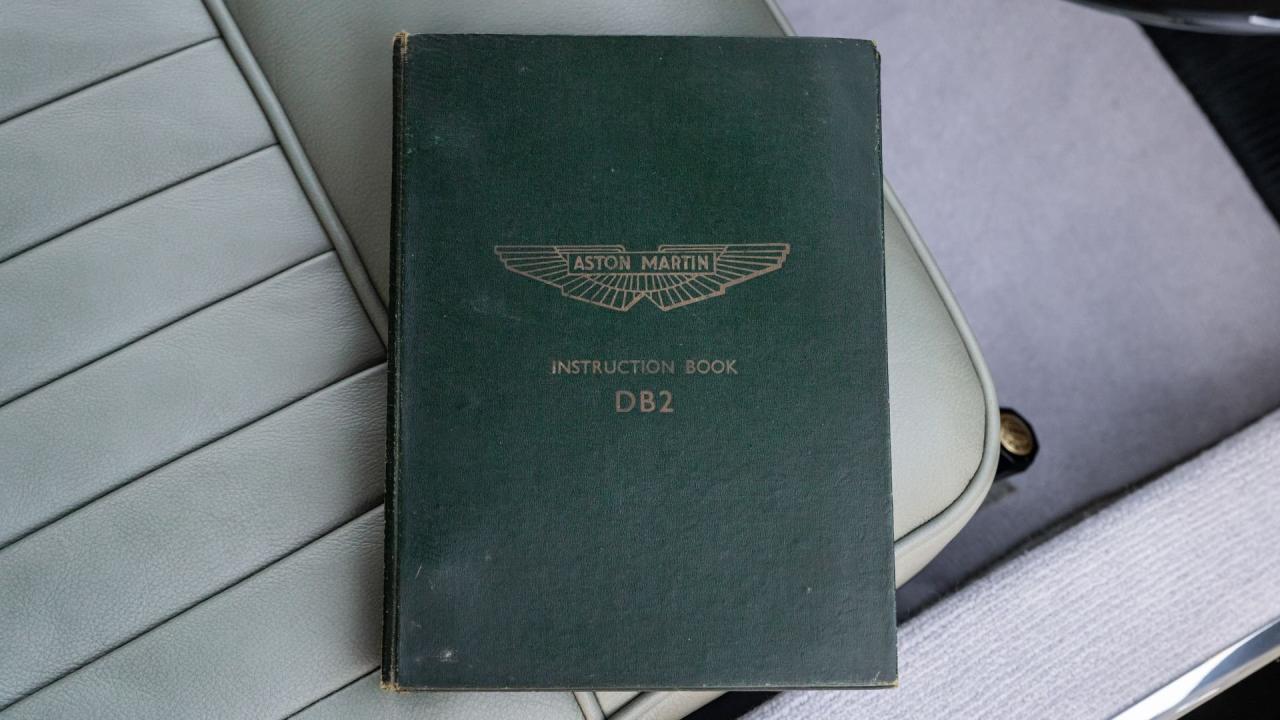 ASTON MARTIN
INSTRUCTION BOOK
DB2